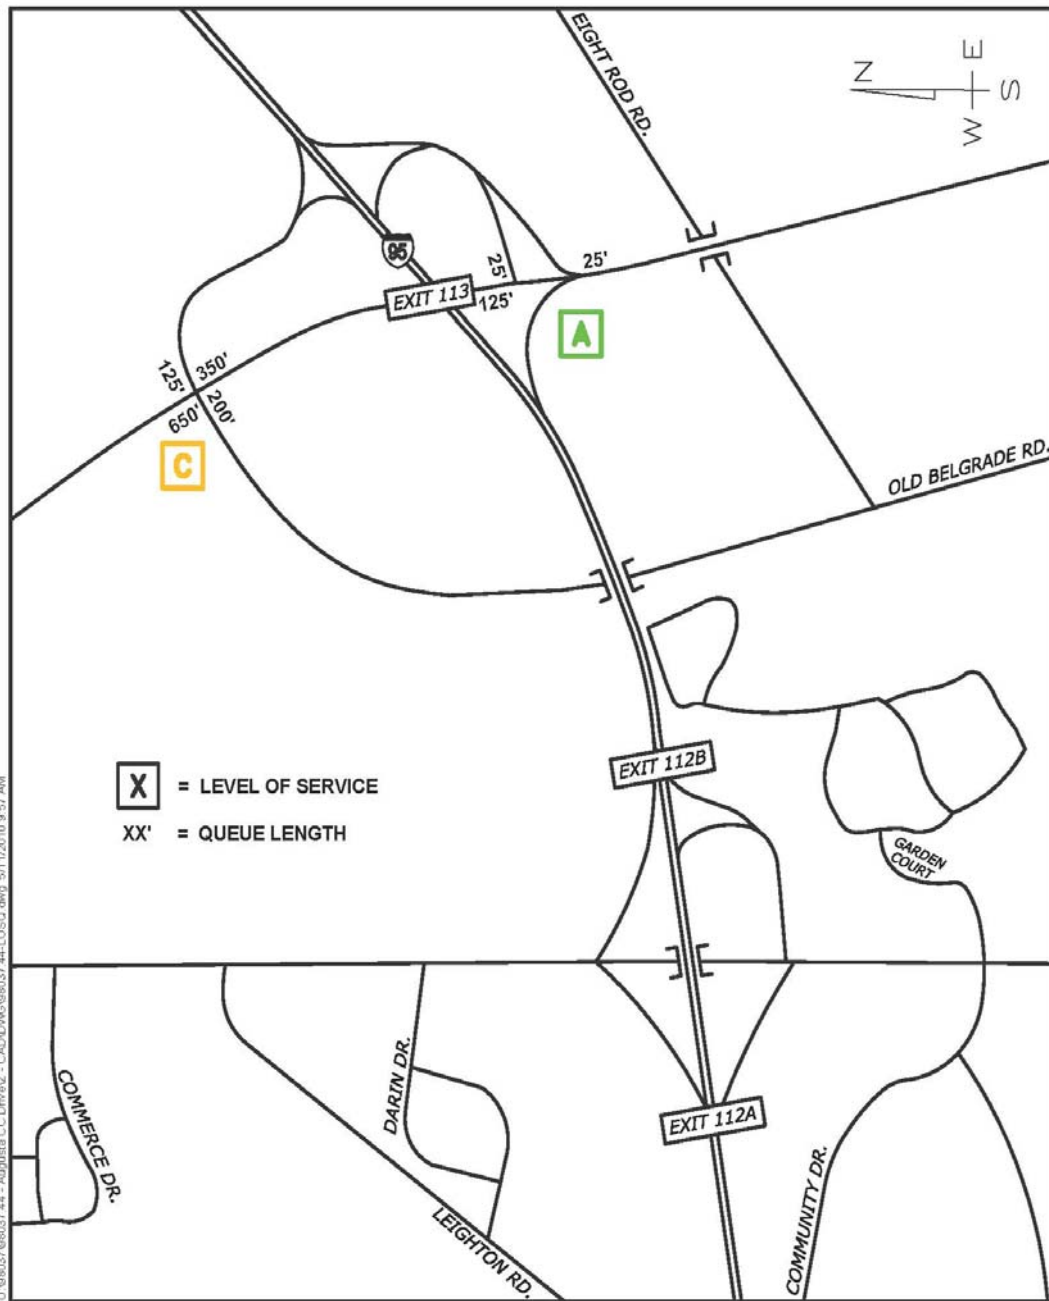 EIGHT ROD RD.
N
E
S
W
95
EXIT 113
25'
25'
125'
A
125'
350'
650'
200'
C
OLD BELGRADE RD.
EXIT 112B
X = LEVEL OF SERVICE
XX' = QUEUE LENGTH
GARDEN
COURT
COMMERCE DR.
DARIN DR.
LEIGHTON RD.
EXIT 112A
COMMUNITY DR.